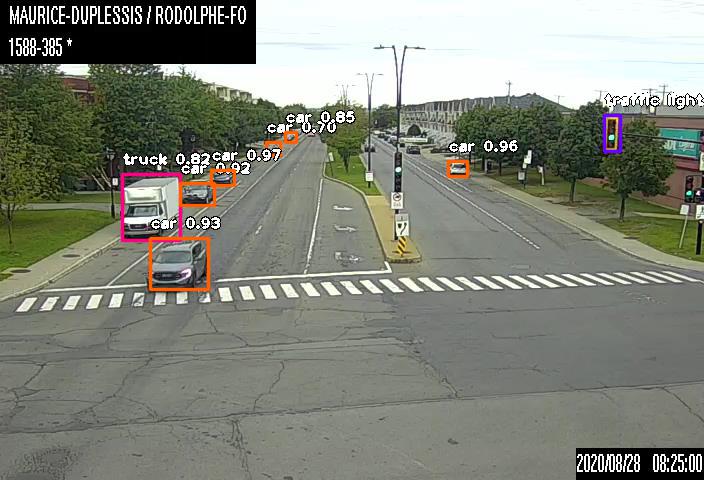 MAURICE-DUPLESSIS / RODOLPHE-FO
1588-385 *
car 0.85
car 0.70
traffic light
car 0.96
truck 0.82
car 0.97
car 0.92
car 0.93
2020/08/28 08:25:00